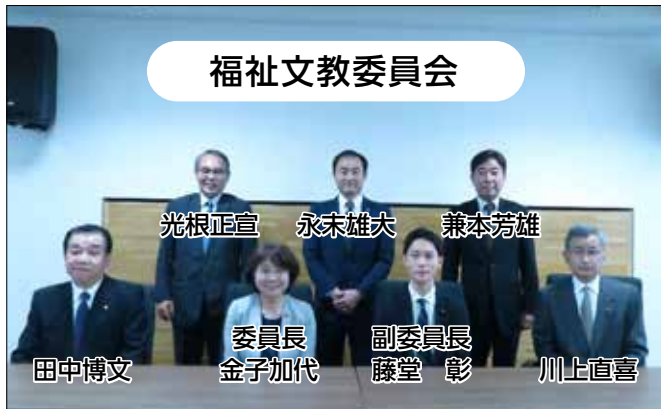 福祉文教委員会
光根正宣 永末雄大 兼本芳雄
委員長 副委員長
田中博文 金子加代 藤堂 彰 川上直喜